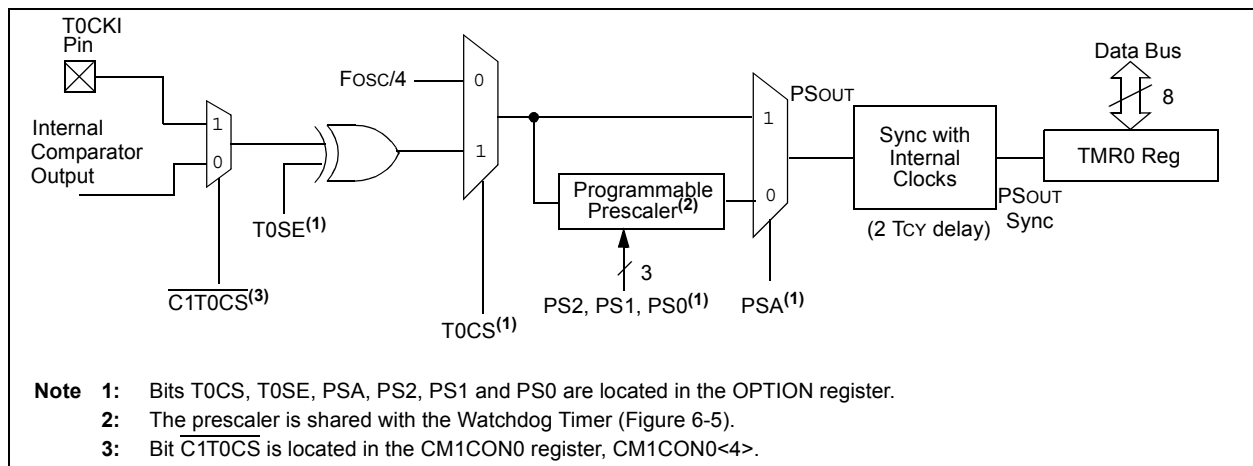 T0CKI
Pin
Internal
Comparator
Output
1
0
C1T0CS(3)
T0SE(1)
FOSC/4
0
1
T0CS(1)
Programmable
Prescaler(2)
3
PS2, PS1, PS0(1)
1
0
PSA(1)
PSOUT
Sync with
Internal
Clocks
(2 TCY delay)
PSOUT
Sync
Data Bus
8
TMR0 Reg
Note 1: Bits T0CS, T0SE, PSA, PS2, PS1 and PS0 are located in the OPTION register.
2: The prescaler is shared with the Watchdog Timer (Figure 6-5).
3: Bit C1T0CS is located in the CM1CON0 register, CM1CON0<4>.